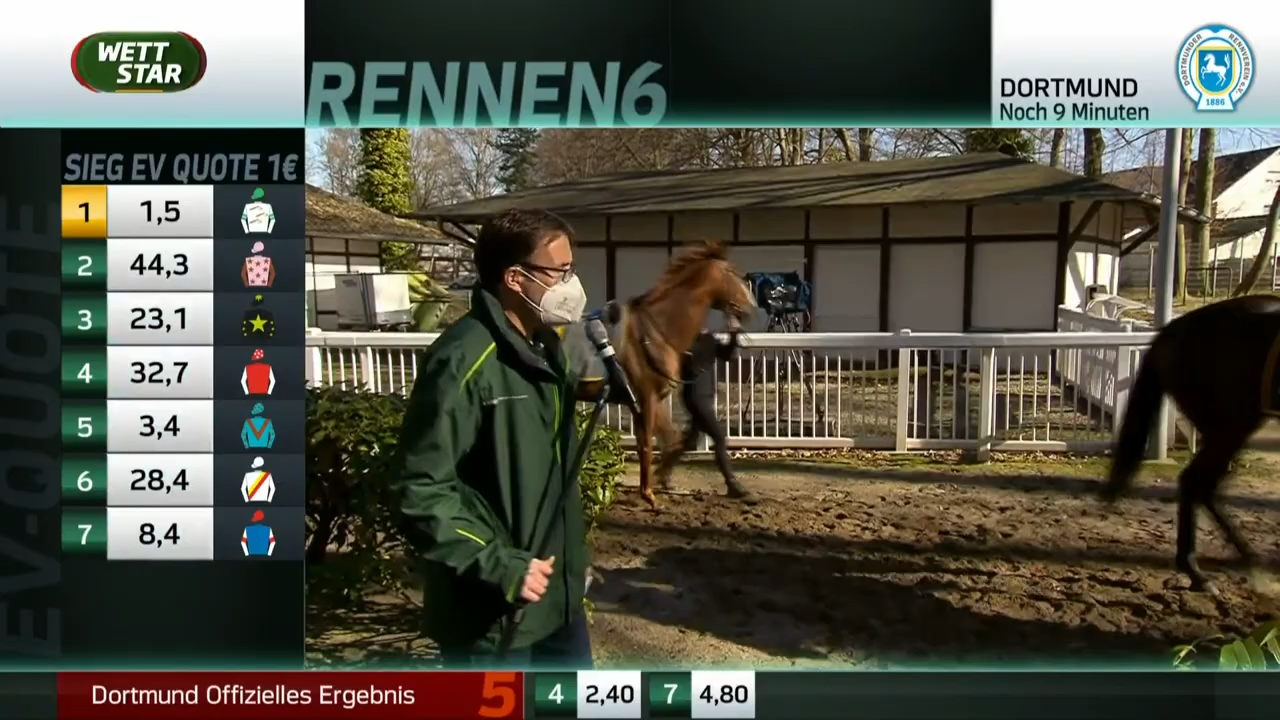 WETT
STAR
RENNEN6
DORTMUND
Noch 9 Minuten
DORTMUNDER RENNVEREIN e.V.
1886
SIEG EV QUOTE 1€
1 1,5
2 44,3
3 23,1
4 32,7
5 3,4
6 28,4
7 8,4
EV-QUOTE
Dortmund Offizielles Ergebnis 5 4 2,40 7 4,80